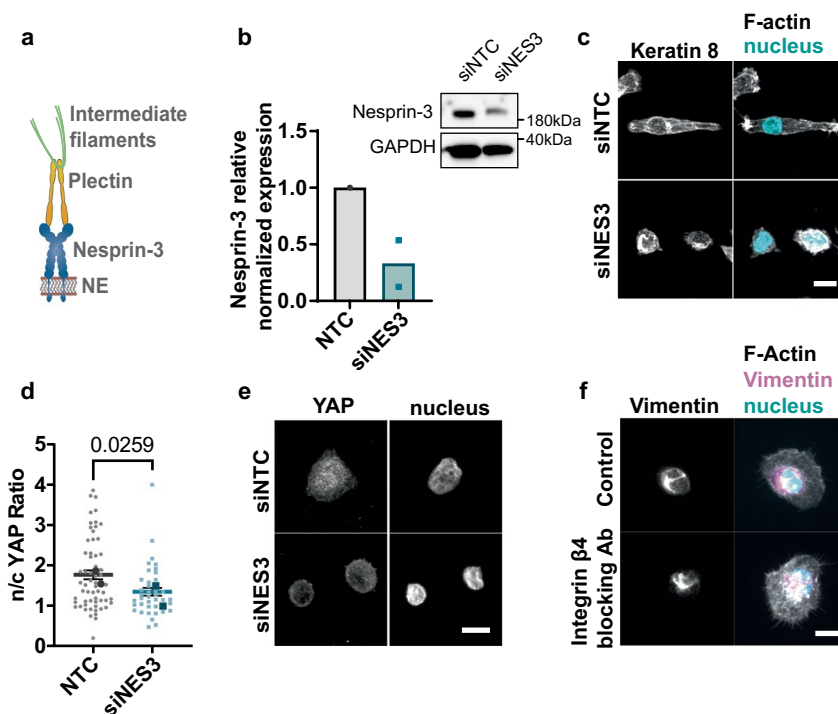 a
Intermediate
filaments
Plectin
Nesprin-3
NE
b
siNTC
siNES3
Nesprin-3
180kDa
GAPDH
40kDa
Nesprin-3 relative
normalized expression
1.5
1.0
0.5
0.0
NTC
siNES3
c
Keratin 8
F-actin
nucleus
siNTC
siNES3
d
0.0259
n/c YAP Ratio
5
4
3
2
1
0
NTC
siNES3
e
YAP
nucleus
siNTC
siNES3
f
Vimentin
F-Actin
Vimentin
nucleus
Control
Integrin β4
blocking Ab